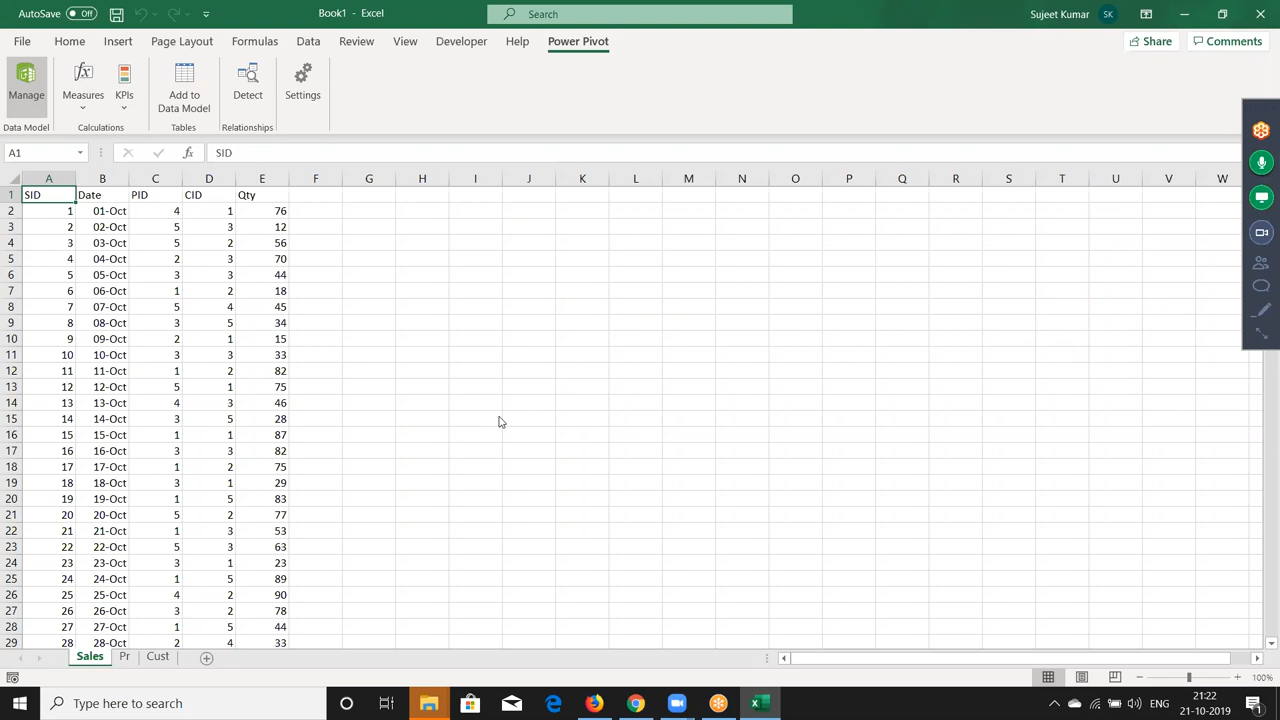 AutoSave Off Book1 - Excel Search Sujeet Kumar SK
File Home Insert Page Layout Formulas Data Review View Developer Help Power Pivot Share Comments
Manage Measures KPIs Add to Data Model Detect Settings
Data Model Calculations Tables Relationships
A1 fx SID
A B C D E F G H I J K L M N O P Q R S T U V W
1 SID Date PID CID Qty
2 1 01-Oct 4 1 76
3 2 02-Oct 5 3 12
4 3 03-Oct 5 2 56
5 4 04-Oct 2 3 70
6 5 05-Oct 3 3 44
7 6 06-Oct 1 2 18
8 7 07-Oct 5 4 45
9 8 08-Oct 3 5 34
10 9 09-Oct 2 1 15
11 10 10-Oct 3 3 33
12 11 11-Oct 1 2 82
13 12 12-Oct 5 1 75
14 13 13-Oct 4 3 46
15 14 14-Oct 3 5 28
16 15 15-Oct 1 1 87
17 16 16-Oct 3 3 82
18 17 17-Oct 1 2 75
19 18 18-Oct 3 1 29
20 19 19-Oct 1 5 83
21 20 20-Oct 5 2 77
22 21 21-Oct 1 3 53
23 22 22-Oct 5 3 63
24 23 23-Oct 3 1 23
25 24 24-Oct 1 5 89
26 25 25-Oct 4 2 90
27 26 26-Oct 3 2 78
28 27 27-Oct 1 5 44
29 28 28-Oct 2 4 33
Sales Pr Cust
100%
Type here to search ENG 21:22
21-10-2019